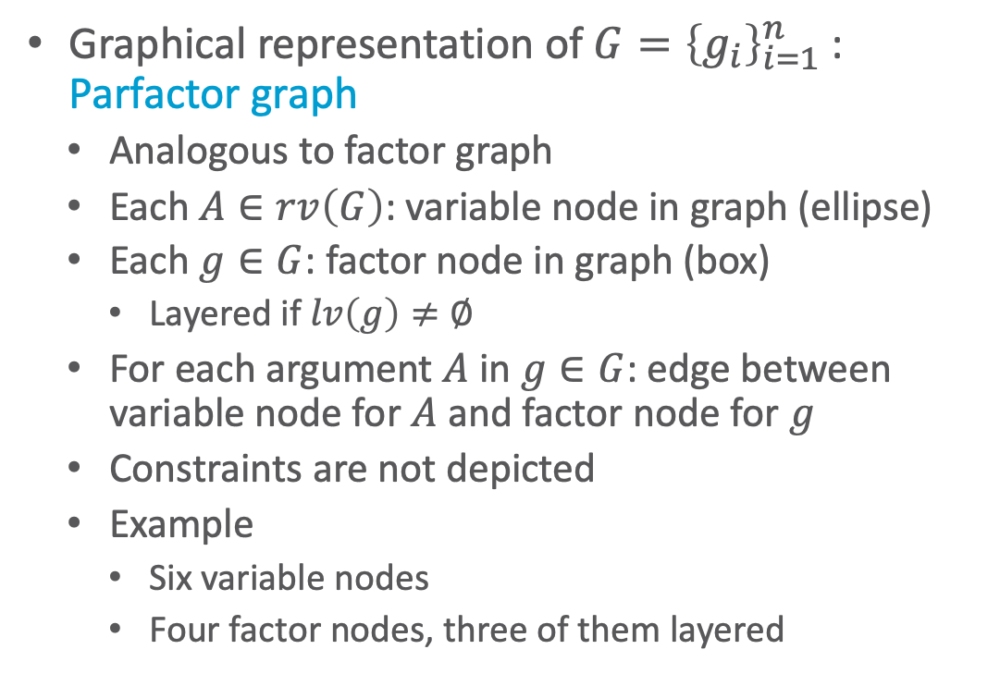 • Graphical representation of G = {gᵢ}ⁿᵢ₌₁ :
Parfactor graph
• Analogous to factor graph
• Each A ∈ rv(G): variable node in graph (ellipse)
• Each g ∈ G: factor node in graph (box)
• Layered if lv(g) ≠ ∅
• For each argument A in g ∈ G: edge between
variable node for A and factor node for g
• Constraints are not depicted
• Example
• Six variable nodes
• Four factor nodes, three of them layered